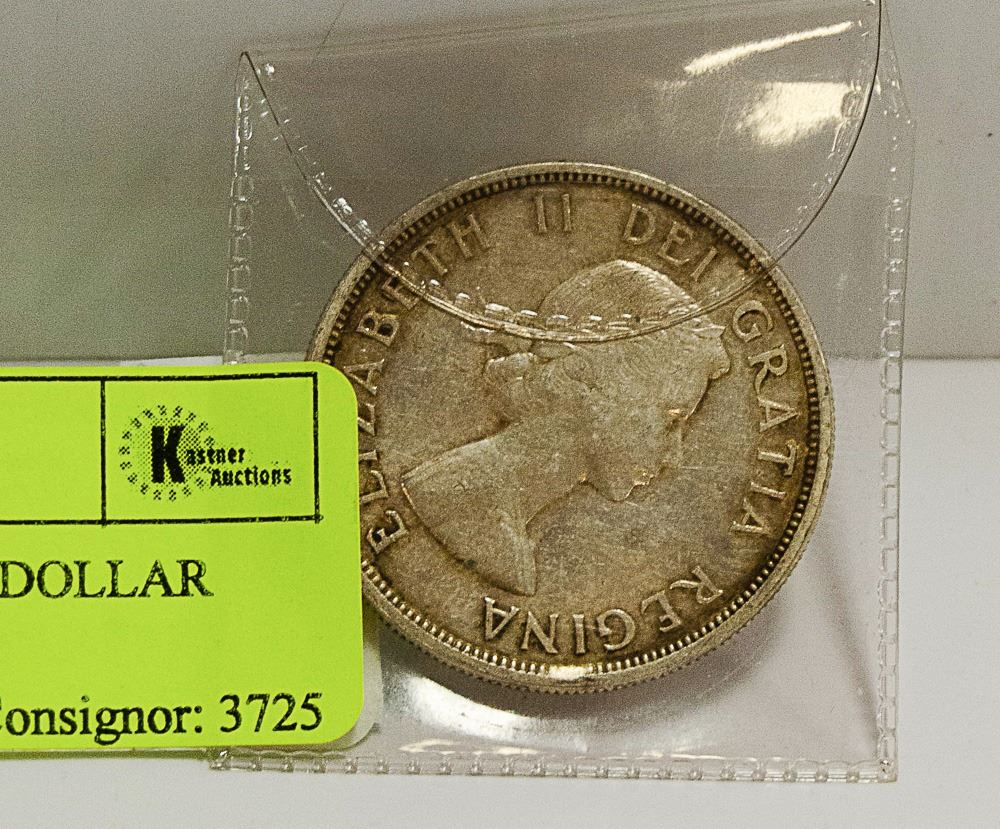 Kastner
Auctions
DOLLAR
Consignor: 3725
ELIZABETH II DEI GRATIA REGINA